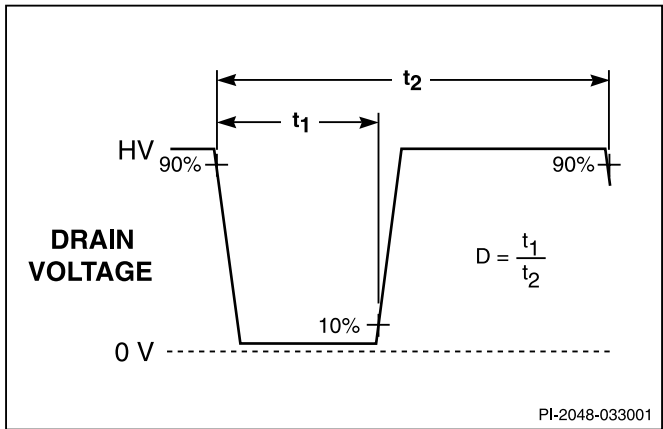 t2
t1
HV
90%
90%
DRAIN
VOLTAGE
D = t1
t2
10%
0 V
PI-2048-033001